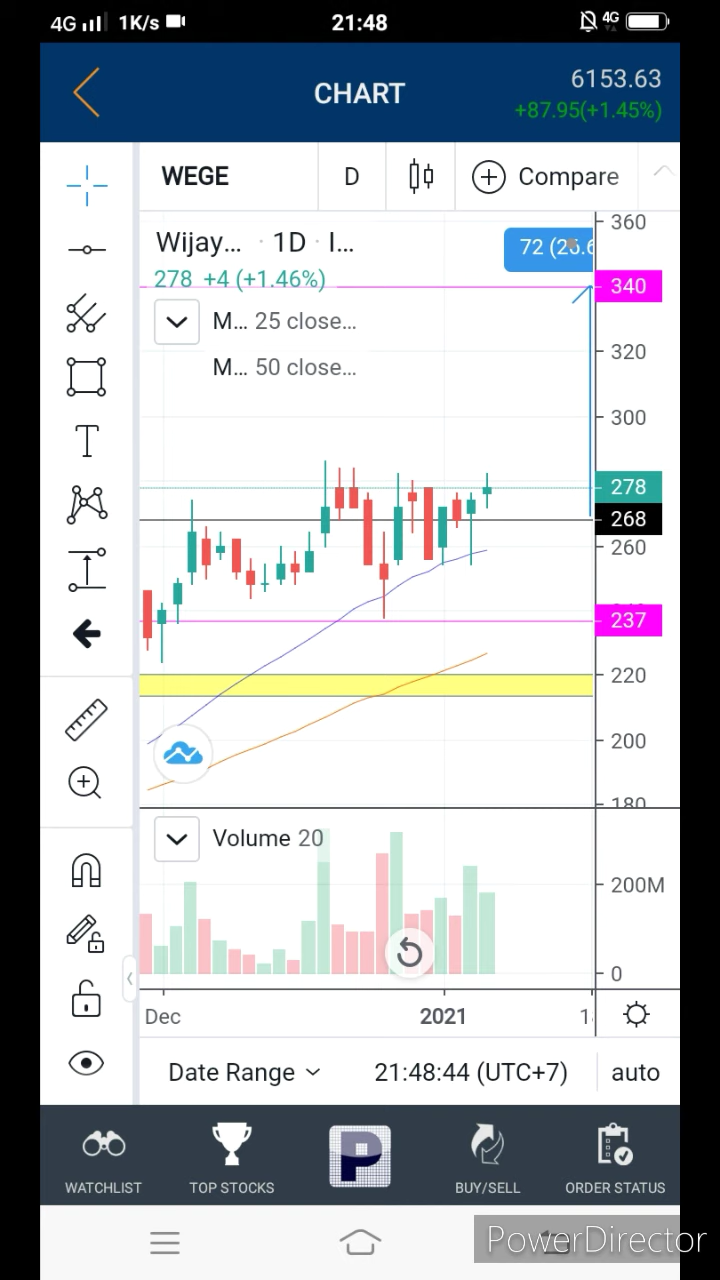 4G 1K/s 21:48 4G
CHART
6153.63
+87.95(+1.45%)
WEGE D Compare
Wijay... · 1D · I...
278 +4 (+1.46%)
M... 25 close...
M... 50 close...
72 (26.6
360
340
320
300
278
268
260
237
220
200
180
Volume 20
200M
0
Dec 2021
Date Range 21:48:44 (UTC+7) auto
WATCHLIST TOP STOCKS P BUY/SELL ORDER STATUS
PowerDirector